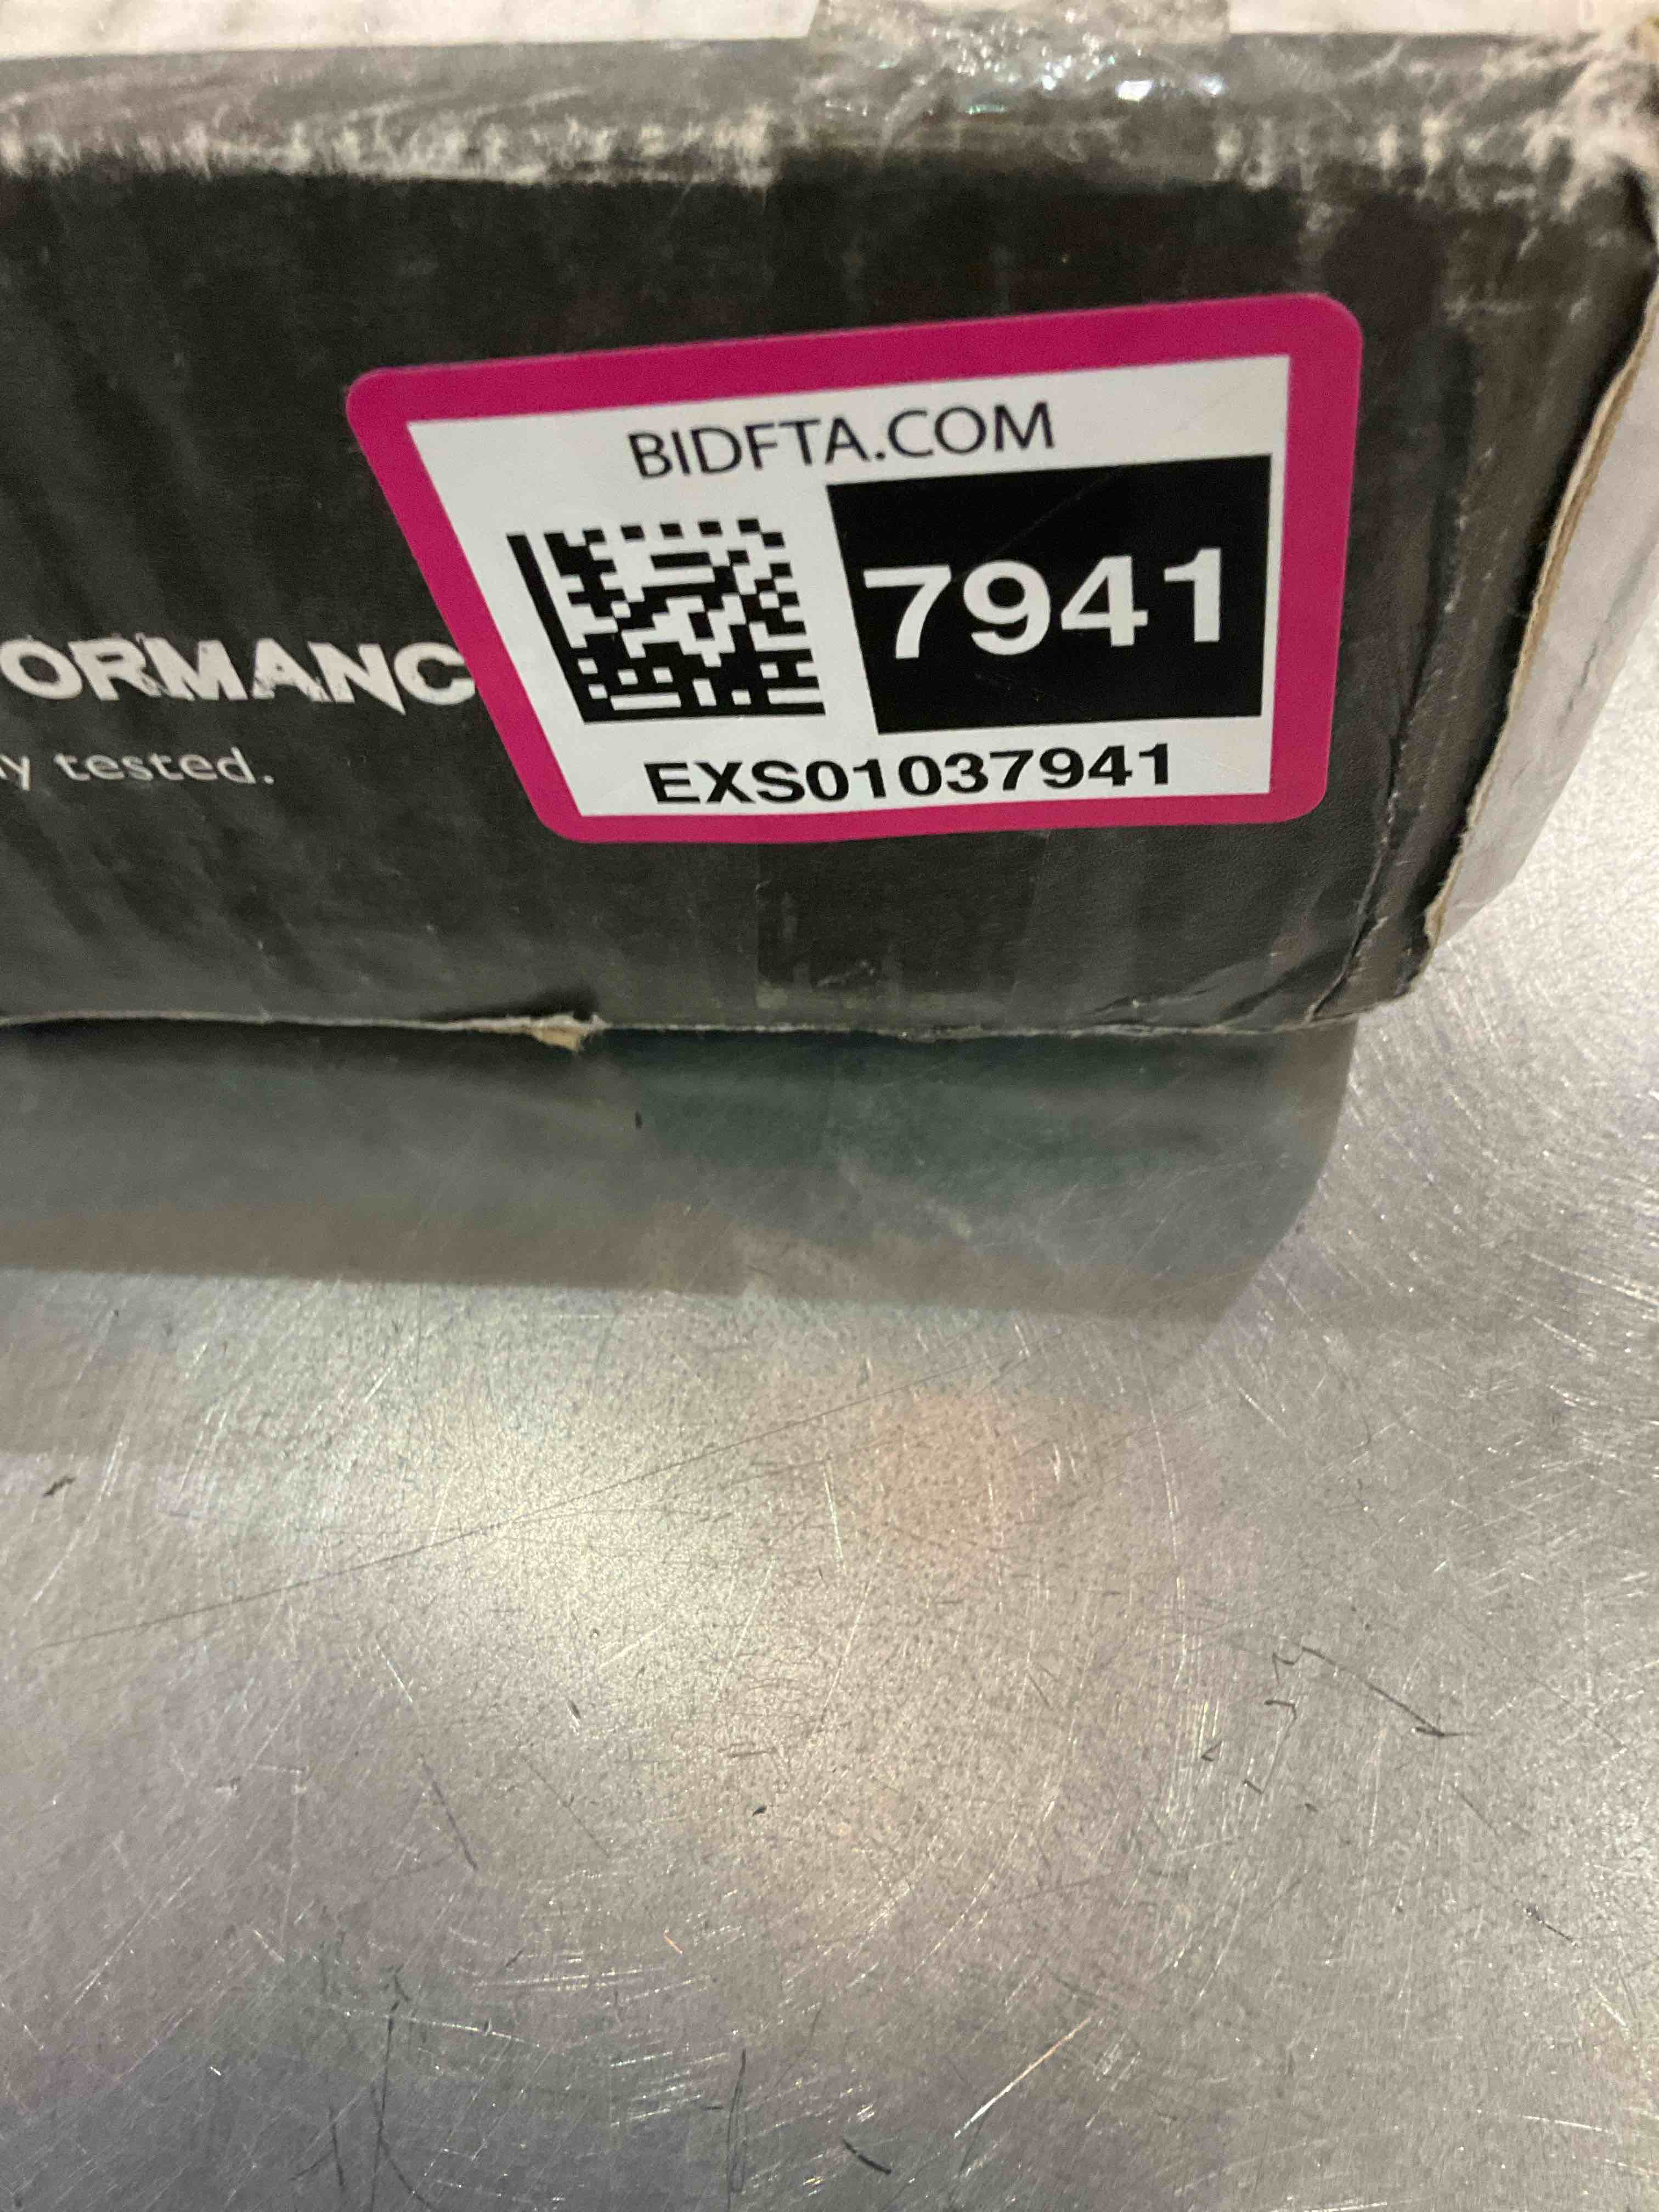 BIDFTA.COM
7941
EXS01037941
ORMANC
y tested.